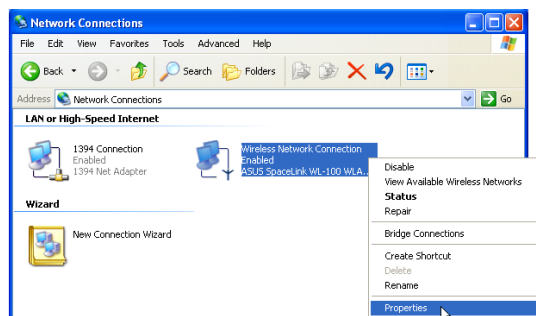 Network Connections
File Edit View Favorites Tools Advanced Help
Back Search Folders
Address Network Connections Go
LAN or High-Speed Internet
1394 Connection
Enabled
1394 Net Adapter
Wireless Network Connection
Enabled
ASUS SpaceLink WL-100 WLA...
Disable
View Available Wireless Networks
Status
Repair
Bridge Connections
Create Shortcut
Delete
Rename
Properties
Wizard
New Connection Wizard